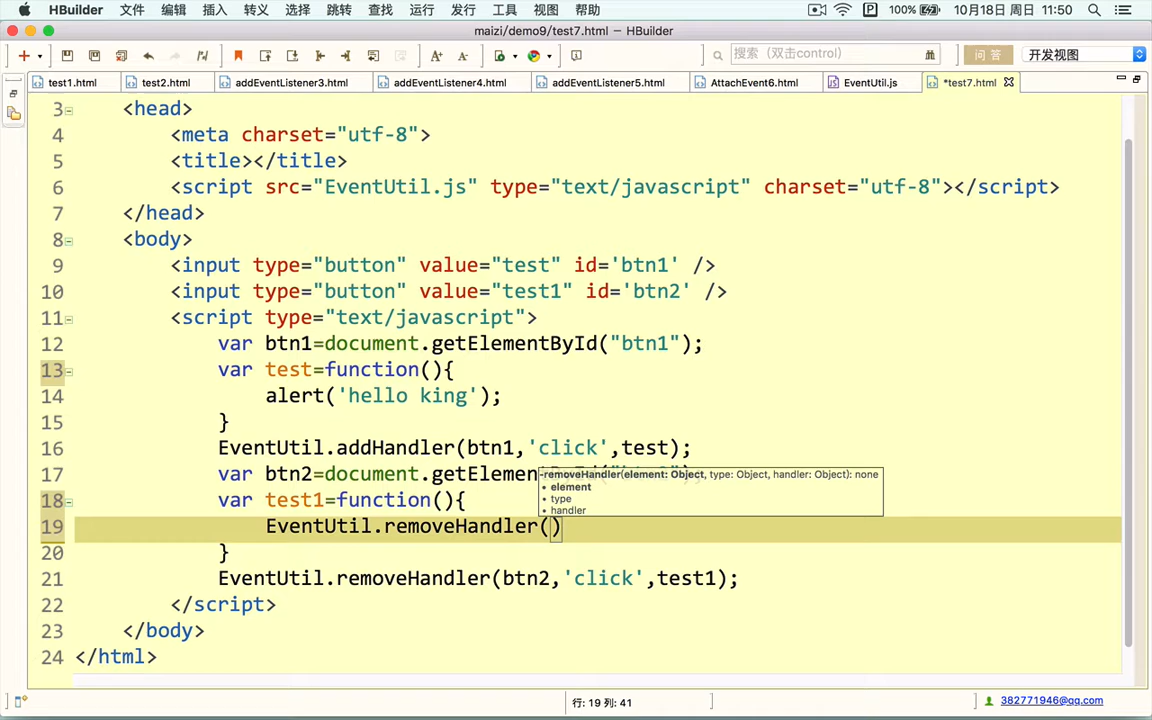 HBuilder 文件 编辑 插入 转义 选择 跳转 查找 运行 发行 工具 视图 帮助 100% 10月18日 周日 11:50
maizi/demo9/test7.html — HBuilder
搜索（双击control） 问 答 开发视图
test1.html test2.html addEventListener3.html addEventListener4.html addEventListener5.html AttachEvent6.html EventUtil.js *test7.html
3 <head>
4 <meta charset="utf-8">
5 <title></title>
6 <script src="EventUtil.js" type="text/javascript" charset="utf-8"></script>
7 </head>
8 <body>
9 <input type="button" value="test" id='btn1' />
10 <input type="button" value="test1" id='btn2' />
11 <script type="text/javascript">
12 var btn1=document.getElementById("btn1");
13 var test=function(){
14 alert('hello king');
15 }
16 EventUtil.addHandler(btn1,'click',test);
17 var btn2=document.getElemen
-removeHandler(element: Object, type: Object, handler: Object): none
• element
• type
• handler
18 var test1=function(){
19 EventUtil.removeHandler()
20 }
21 EventUtil.removeHandler(btn2,'click',test1);
22 </script>
23 </body>
24 </html>
行: 19 列: 41
382771946@qq.com